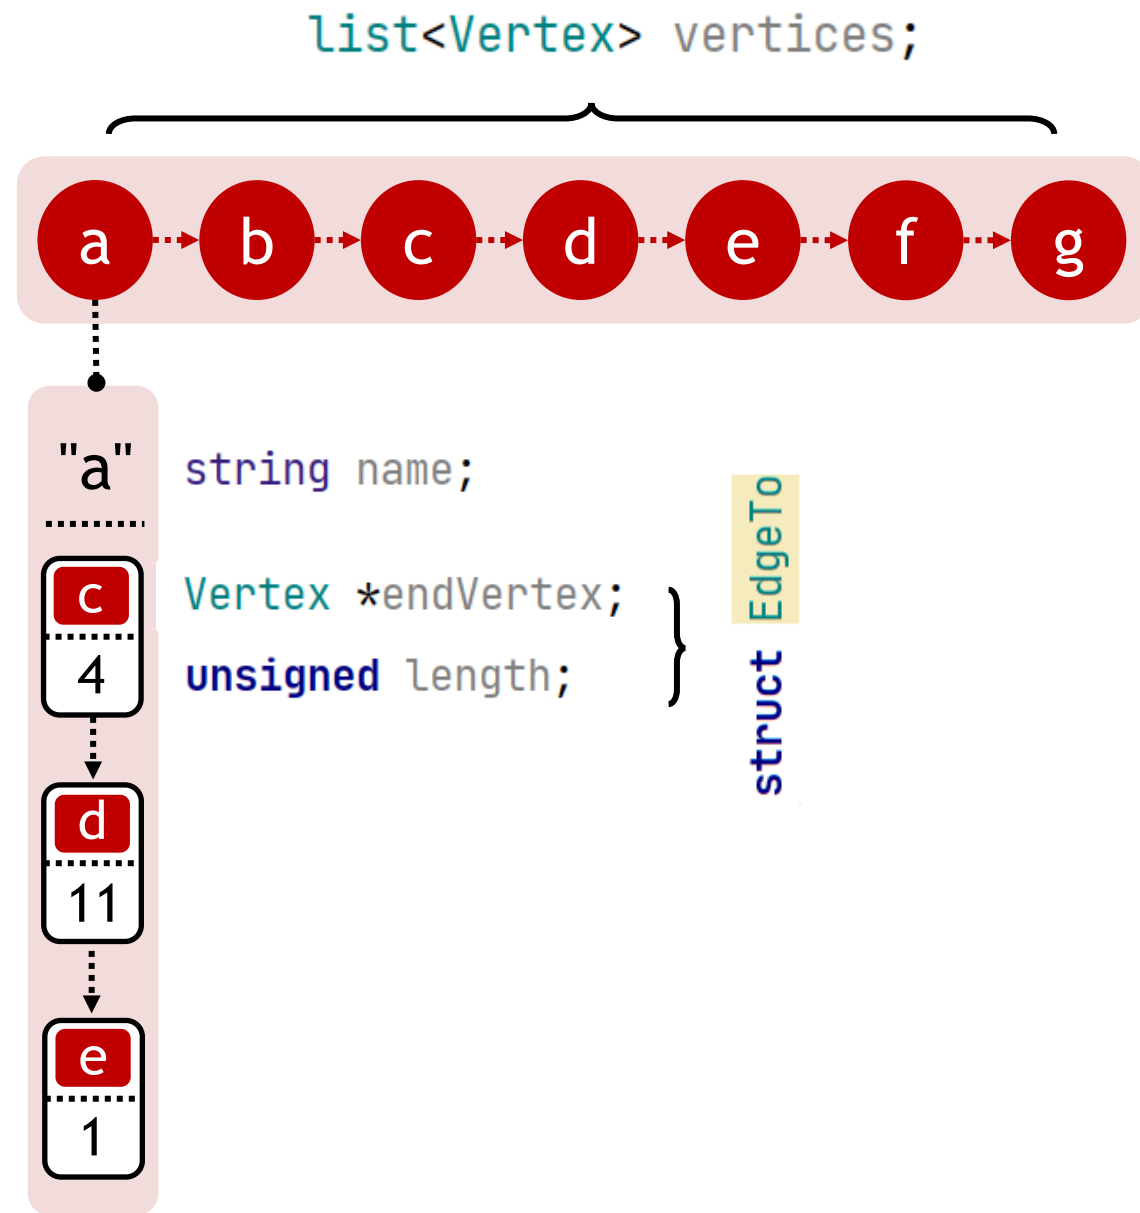 list<Vertex> vertices;
a b c d e f g
"a"
string name;
c
Vertex *endVertex;
4
unsigned length;
struct EdgeTo
d
11
e
1